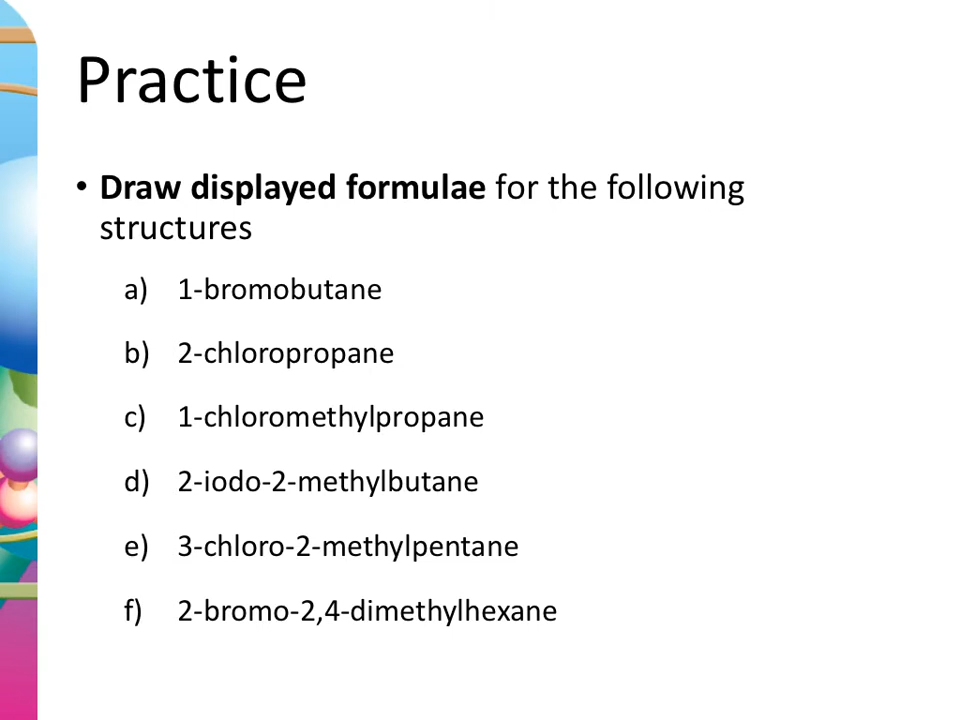 Practice
• Draw displayed formulae for the following
structures
a) 1-bromobutane
b) 2-chloropropane
c) 1-chloromethylpropane
d) 2-iodo-2-methylbutane
e) 3-chloro-2-methylpentane
f) 2-bromo-2,4-dimethylhexane